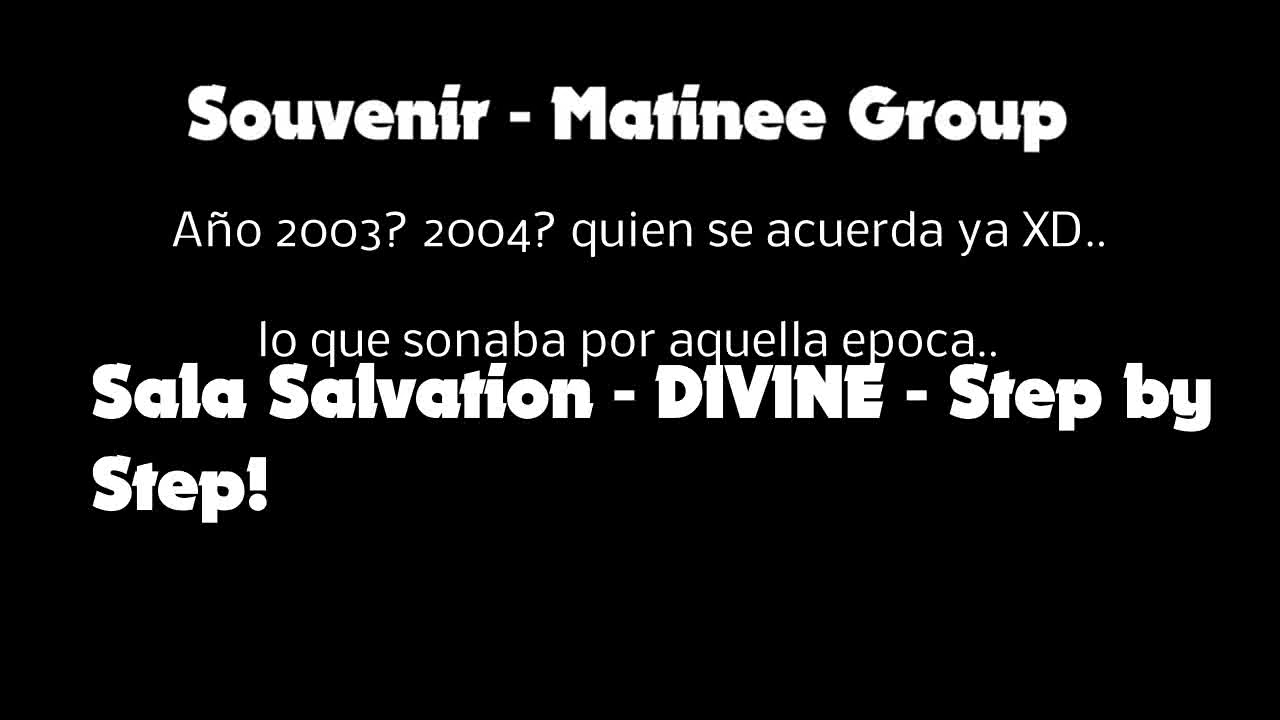 Souvenir - Matinee Group
Año 2003? 2004? quien se acuerda ya XD..
lo que sonaba por aquella epoca..
Sala Salvation - DIVINE - Step by
Step!